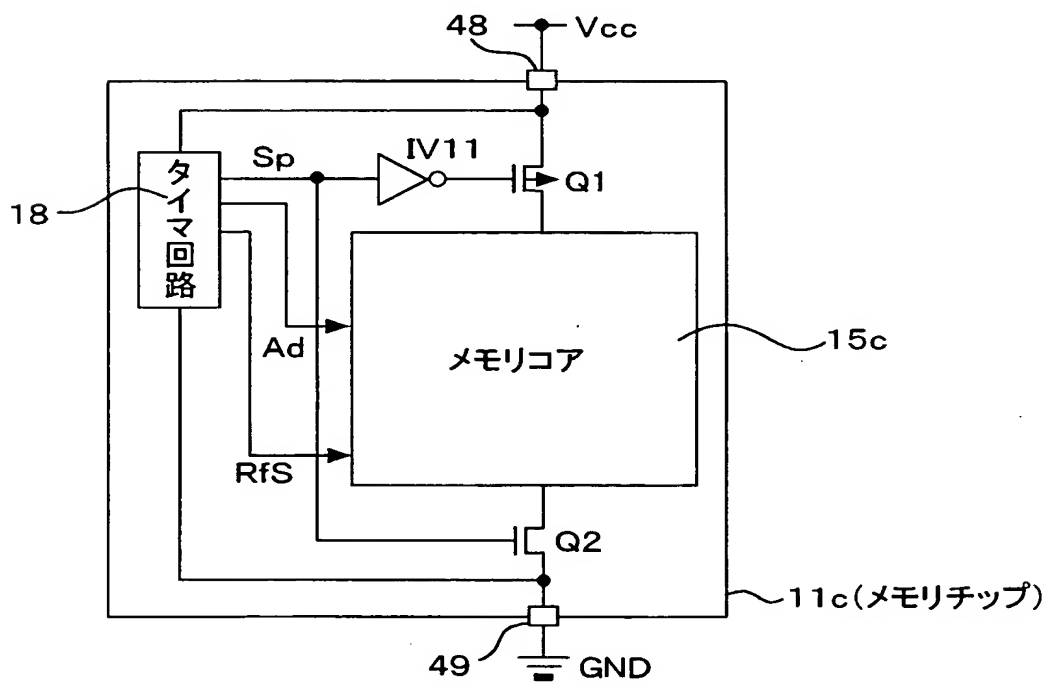 48
Vcc
IV11
Sp
Q1
18
タイマ回路
Ad
メモリコア
15c
RfS
Q2
11c(メモリチップ)
49
GND